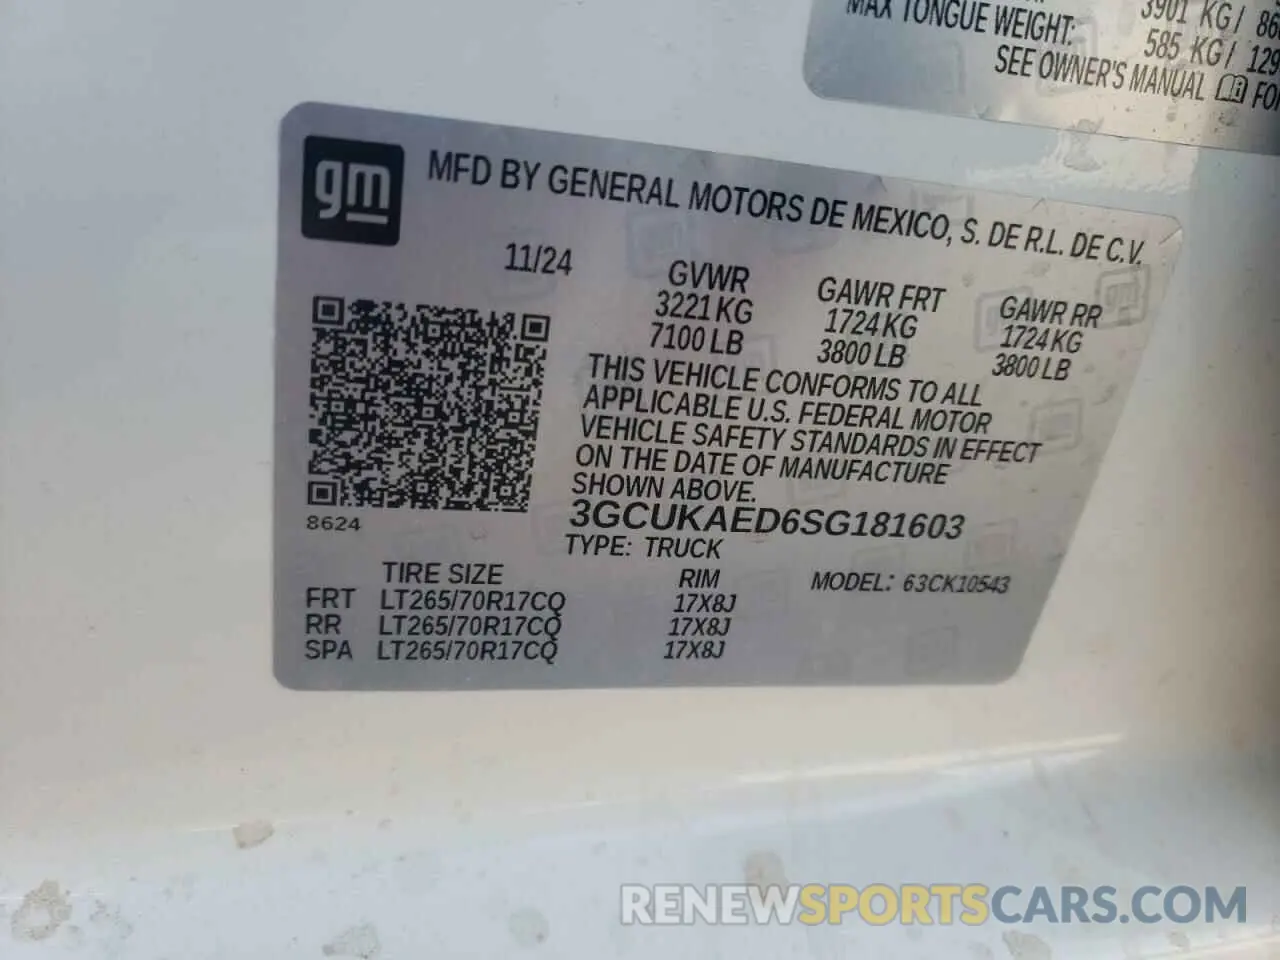 3901 KG/
MAX TONGUE WEIGHT: 585 KG/ 129
SEE OWNER'S MANUAL
gm
MFD BY GENERAL MOTORS DE MEXICO, S. DE R.L. DE C.V.
11/24
GVWR GAWR FRT GAWR RR
3221 KG 1724 KG 1724 KG
7100 LB 3800 LB 3800 LB
THIS VEHICLE CONFORMS TO ALL
APPLICABLE U.S. FEDERAL MOTOR
VEHICLE SAFETY STANDARDS IN EFFECT
ON THE DATE OF MANUFACTURE
SHOWN ABOVE.
8624
3GCUKAED6SG181603
TYPE: TRUCK
TIRE SIZE RIM MODEL: 63CK10543
FRT LT265/70R17CQ 17X8J
RR LT265/70R17CQ 17X8J
SPA LT265/70R17CQ 17X8J
RENEWSPORTSCARS.COM